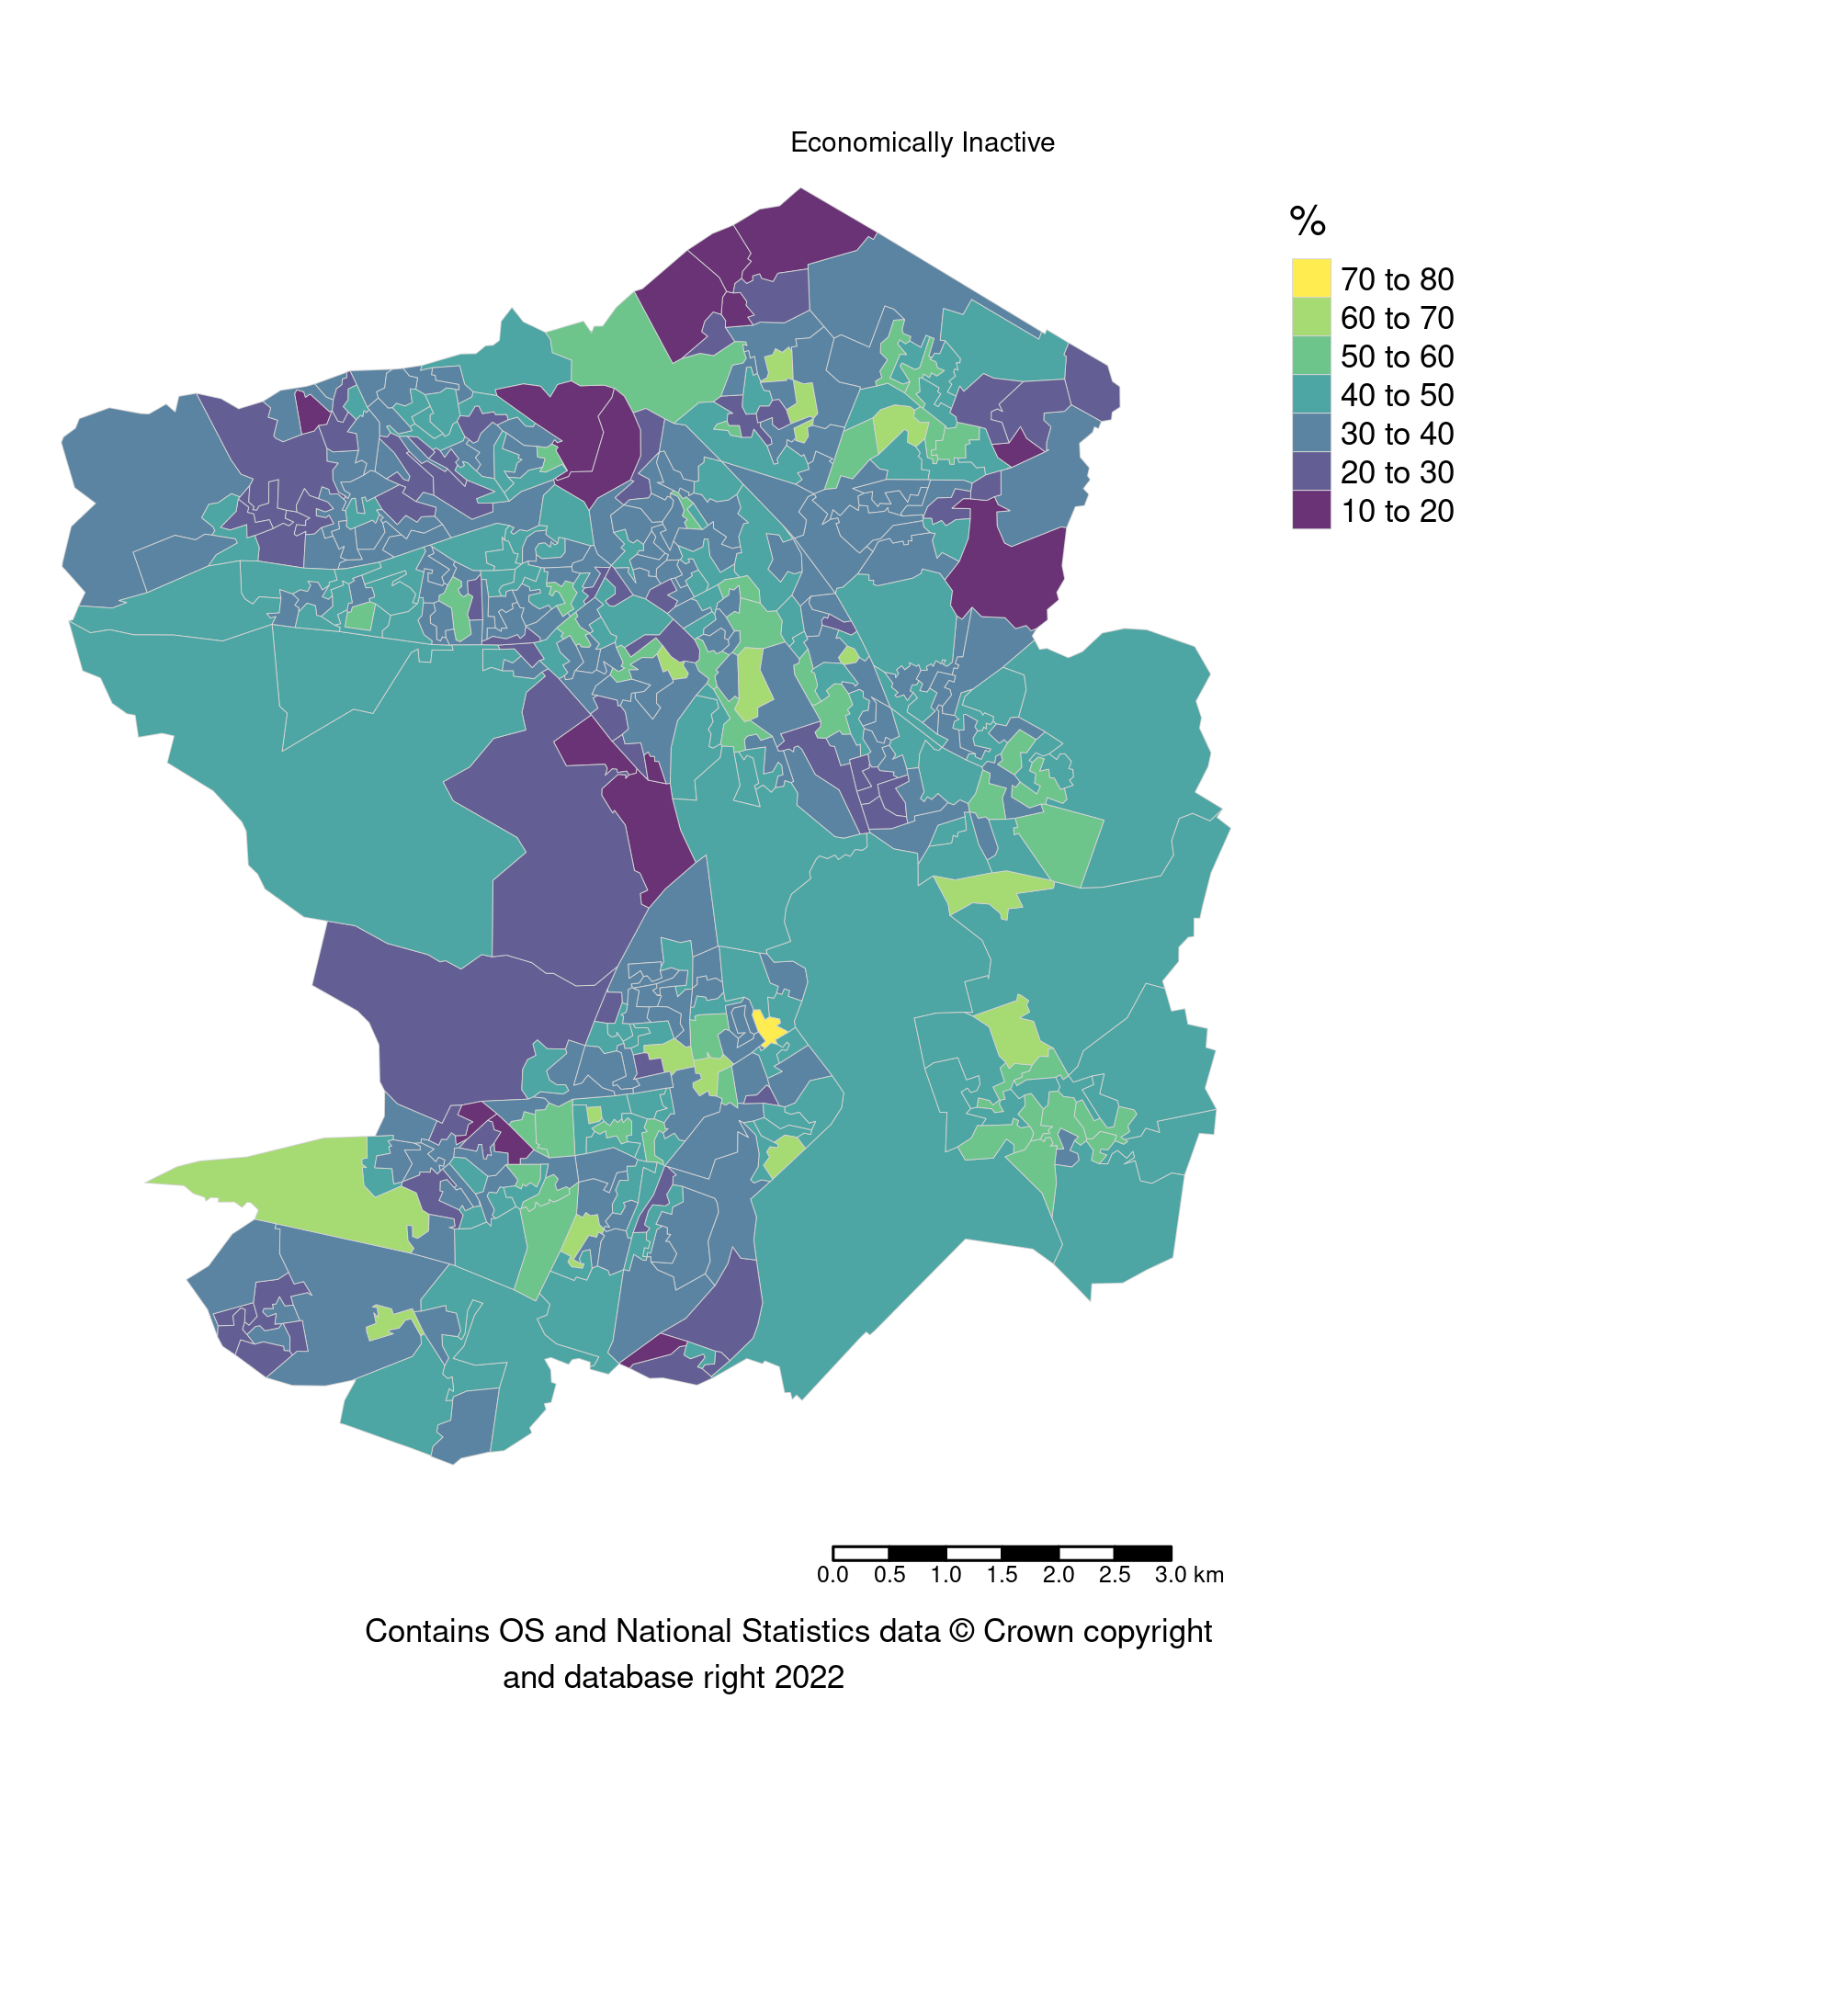 Economically Inactive
%
70 to 80
60 to 70
50 to 60
40 to 50
30 to 40
20 to 30
10 to 20
0.0 0.5 1.0 1.5 2.0 2.5 3.0 km
Contains OS and National Statistics data © Crown copyright
and database right 2022